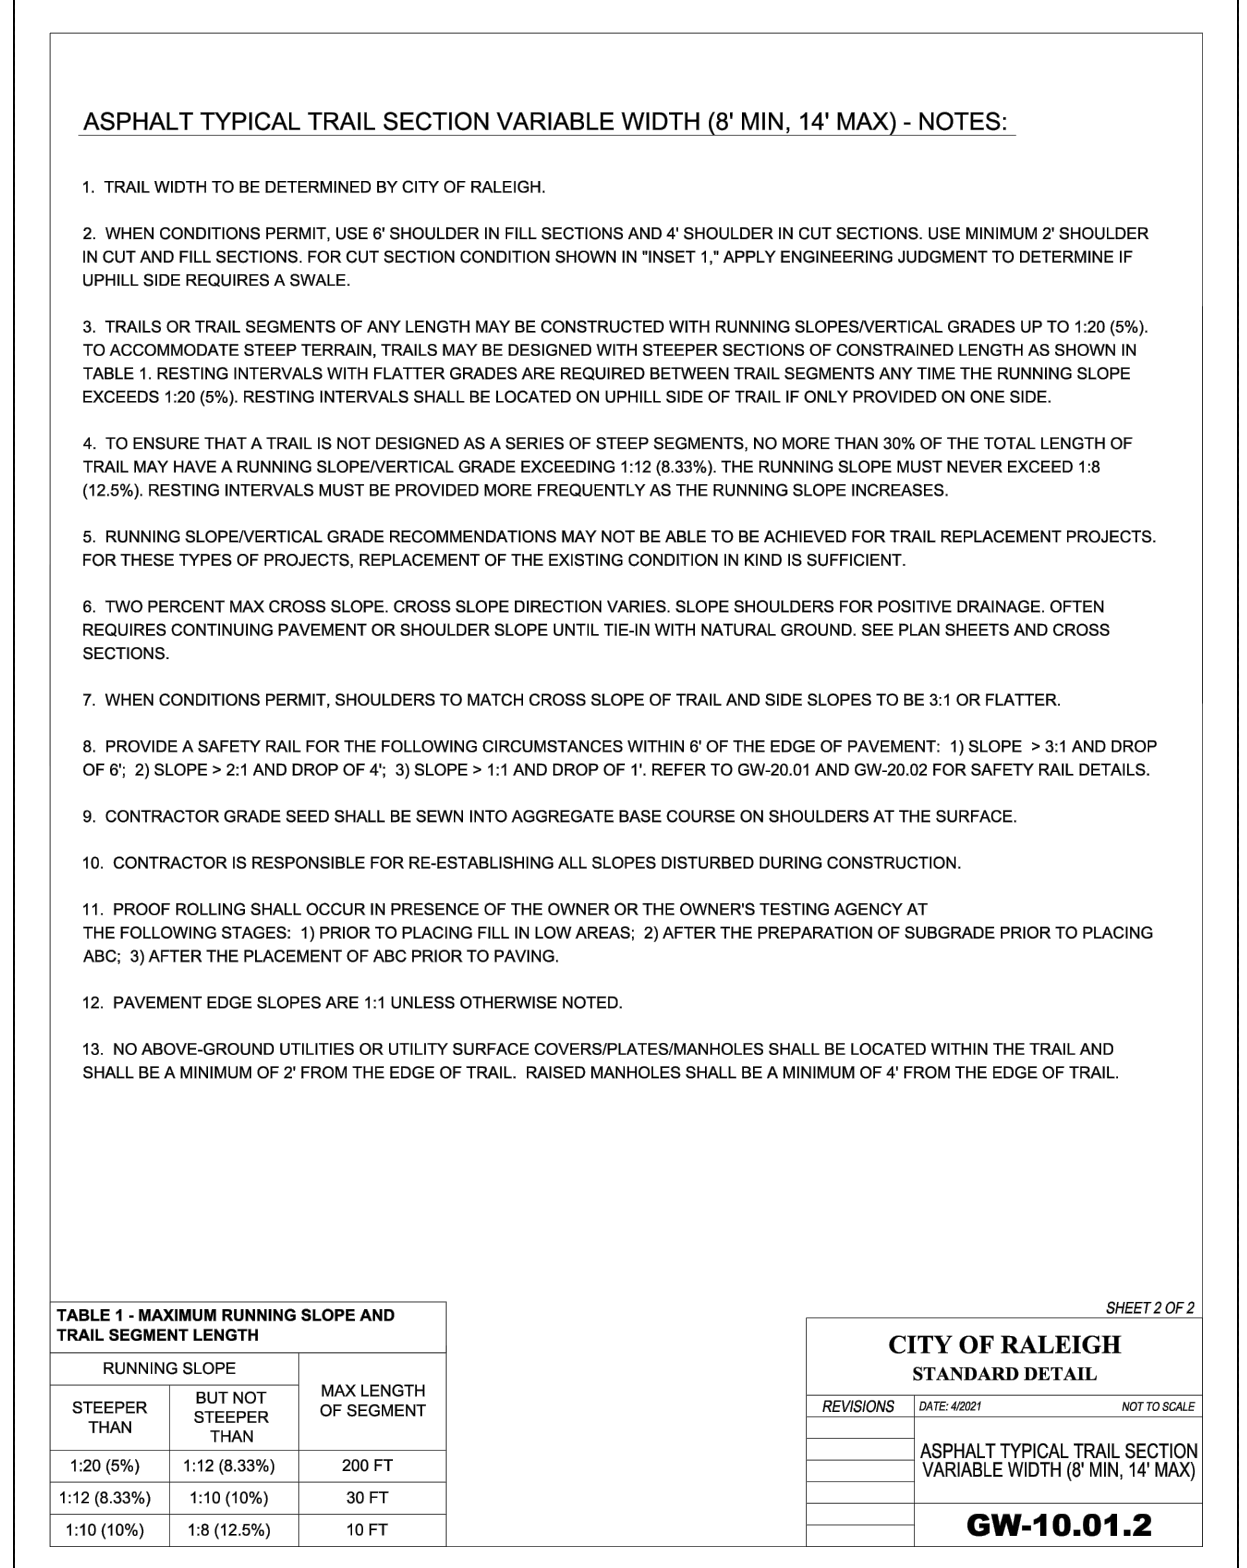 ASPHALT TYPICAL TRAIL SECTION VARIABLE WIDTH (8' MIN, 14' MAX) - NOTES:
1. TRAIL WIDTH TO BE DETERMINED BY CITY OF RALEIGH.
2. WHEN CONDITIONS PERMIT, USE 6' SHOULDER IN FILL SECTIONS AND 4' SHOULDER IN CUT SECTIONS. USE MINIMUM 2' SHOULDER
IN CUT AND FILL SECTIONS. FOR CUT SECTION CONDITION SHOWN IN "INSET 1," APPLY ENGINEERING JUDGMENT TO DETERMINE IF
UPHILL SIDE REQUIRES A SWALE.
3. TRAILS OR TRAIL SEGMENTS OF ANY LENGTH MAY BE CONSTRUCTED WITH RUNNING SLOPES/VERTICAL GRADES UP TO 1:20 (5%).
TO ACCOMMODATE STEEP TERRAIN, TRAILS MAY BE DESIGNED WITH STEEPER SECTIONS OF CONSTRAINED LENGTH AS SHOWN IN
TABLE 1. RESTING INTERVALS WITH FLATTER GRADES ARE REQUIRED BETWEEN TRAIL SEGMENTS ANY TIME THE RUNNING SLOPE
EXCEEDS 1:20 (5%). RESTING INTERVALS SHALL BE LOCATED ON UPHILL SIDE OF TRAIL IF ONLY PROVIDED ON ONE SIDE.
4. TO ENSURE THAT A TRAIL IS NOT DESIGNED AS A SERIES OF STEEP SEGMENTS, NO MORE THAN 30% OF THE TOTAL LENGTH OF
TRAIL MAY HAVE A RUNNING SLOPE/VERTICAL GRADE EXCEEDING 1:12 (8.33%). THE RUNNING SLOPE MUST NEVER EXCEED 1:8
(12.5%). RESTING INTERVALS MUST BE PROVIDED MORE FREQUENTLY AS THE RUNNING SLOPE INCREASES.
5. RUNNING SLOPE/VERTICAL GRADE RECOMMENDATIONS MAY NOT BE ABLE TO BE ACHIEVED FOR TRAIL REPLACEMENT PROJECTS.
FOR THESE TYPES OF PROJECTS, REPLACEMENT OF THE EXISTING CONDITION IN KIND IS SUFFICIENT.
6. TWO PERCENT MAX CROSS SLOPE. CROSS SLOPE DIRECTION VARIES. SLOPE SHOULDERS FOR POSITIVE DRAINAGE. OFTEN
REQUIRES CONTINUING PAVEMENT OR SHOULDER SLOPE UNTIL TIE-IN WITH NATURAL GROUND. SEE PLAN SHEETS AND CROSS
SECTIONS.
7. WHEN CONDITIONS PERMIT, SHOULDERS TO MATCH CROSS SLOPE OF TRAIL AND SIDE SLOPES TO BE 3:1 OR FLATTER.
8. PROVIDE A SAFETY RAIL FOR THE FOLLOWING CIRCUMSTANCES WITHIN 6' OF THE EDGE OF PAVEMENT: 1) SLOPE > 3:1 AND DROP
OF 6'; 2) SLOPE > 2:1 AND DROP OF 4'; 3) SLOPE > 1:1 AND DROP OF 1'. REFER TO GW-20.01 AND GW-20.02 FOR SAFETY RAIL DETAILS.
9. CONTRACTOR GRADE SEED SHALL BE SEWN INTO AGGREGATE BASE COURSE ON SHOULDERS AT THE SURFACE.
10. CONTRACTOR IS RESPONSIBLE FOR RE-ESTABLISHING ALL SLOPES DISTURBED DURING CONSTRUCTION.
11. PROOF ROLLING SHALL OCCUR IN PRESENCE OF THE OWNER OR THE OWNER'S TESTING AGENCY AT
THE FOLLOWING STAGES: 1) PRIOR TO PLACING FILL IN LOW AREAS; 2) AFTER THE PREPARATION OF SUBGRADE PRIOR TO PLACING
ABC; 3) AFTER THE PLACEMENT OF ABC PRIOR TO PAVING.
12. PAVEMENT EDGE SLOPES ARE 1:1 UNLESS OTHERWISE NOTED.
13. NO ABOVE-GROUND UTILITIES OR UTILITY SURFACE COVERS/PLATES/MANHOLES SHALL BE LOCATED WITHIN THE TRAIL AND
SHALL BE A MINIMUM OF 2' FROM THE EDGE OF TRAIL. RAISED MANHOLES SHALL BE A MINIMUM OF 4' FROM THE EDGE OF TRAIL.
TABLE 1 - MAXIMUM RUNNING SLOPE AND
TRAIL SEGMENT LENGTH
RUNNING SLOPE
STEEPER
THAN
BUT NOT
STEEPER
THAN
MAX LENGTH
OF SEGMENT
1:20 (5%) 1:12 (8.33%) 200 FT
1:12 (8.33%) 1:10 (10%) 30 FT
1:10 (10%) 1:8 (12.5%) 10 FT
SHEET 2 OF 2
CITY OF RALEIGH
STANDARD DETAIL
REVISIONS DATE: 4/2021 NOT TO SCALE
ASPHALT TYPICAL TRAIL SECTION
VARIABLE WIDTH (8' MIN, 14' MAX)
GW-10.01.2